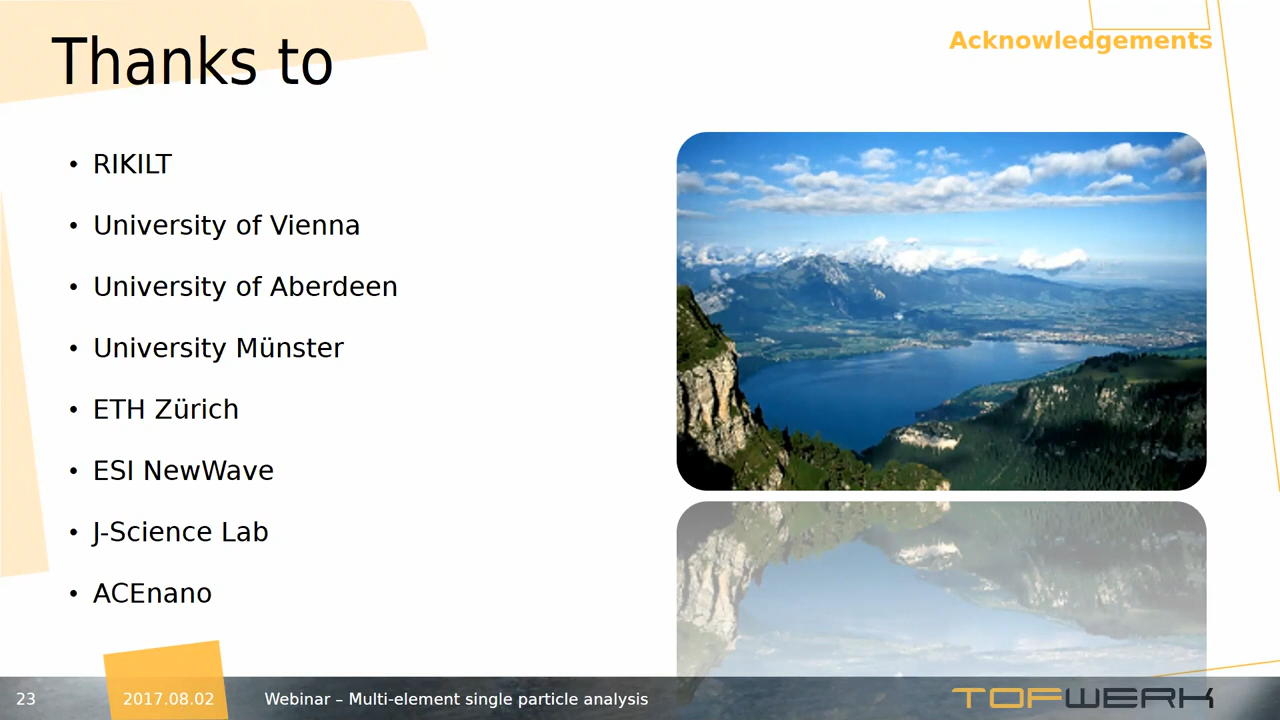 Thanks to
Acknowledgements
• RIKILT
• University of Vienna
• University of Aberdeen
• University Münster
• ETH Zürich
• ESI NewWave
• J-Science Lab
• ACEnano
23
2017.08.02
Webinar – Multi-element single particle analysis
TOFWERK